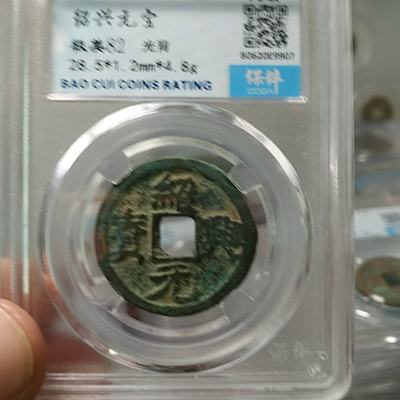 绍兴元宝
极美82 光背
28.5*1.2mm*4.8g
BAO CUI COINS RATING
8062009907
保粹
紹
興
元
寶